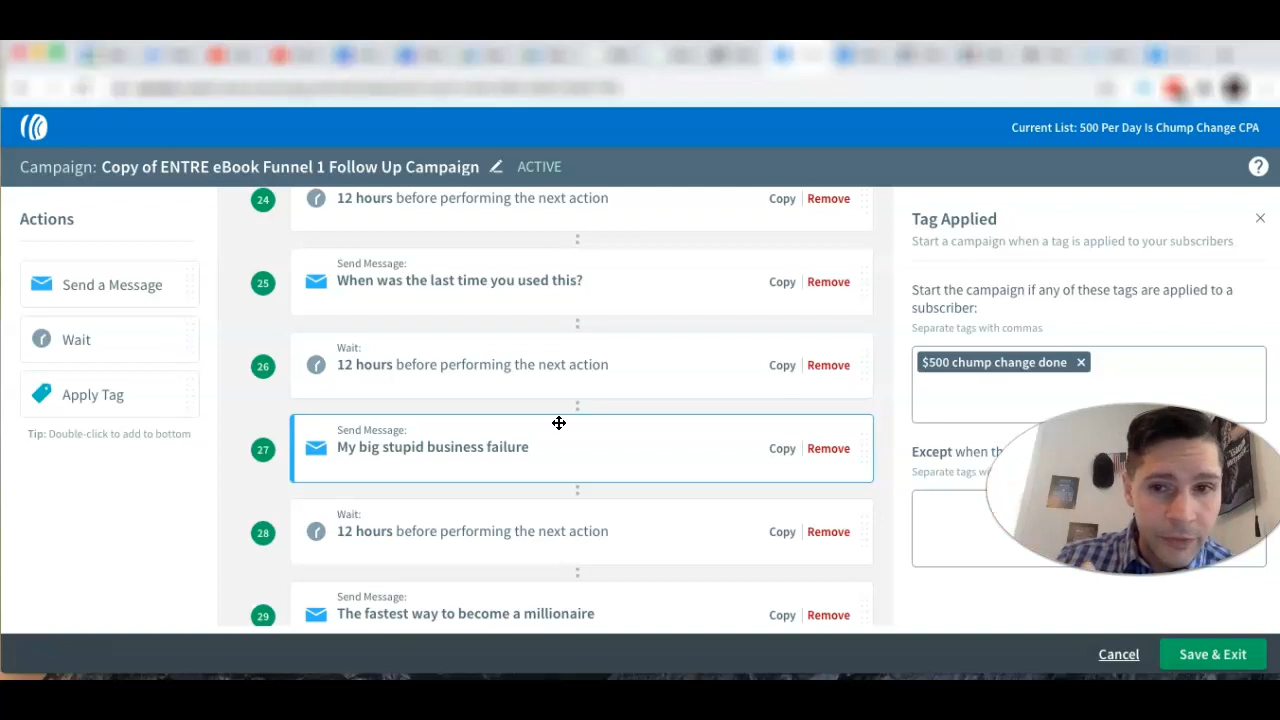 Current List: 500 Per Day Is Chump Change CPA
Campaign: Copy of ENTRE eBook Funnel 1 Follow Up Campaign ACTIVE
?
Actions
Send a Message
Wait
Apply Tag
Tip: Double-click to add to bottom
24
12 hours before performing the next action
Copy | Remove
25
Send Message:
When was the last time you used this?
Copy | Remove
26
Wait:
12 hours before performing the next action
Copy | Remove
27
Send Message:
My big stupid business failure
Copy | Remove
28
Wait:
12 hours before performing the next action
Copy | Remove
29
Send Message:
The fastest way to become a millionaire
Copy | Remove
Tag Applied
Start a campaign when a tag is applied to your subscribers
Start the campaign if any of these tags are applied to a
subscriber:
Separate tags with commas
$500 chump change done ×
Except when
Separate tags
Cancel
Save & Exit